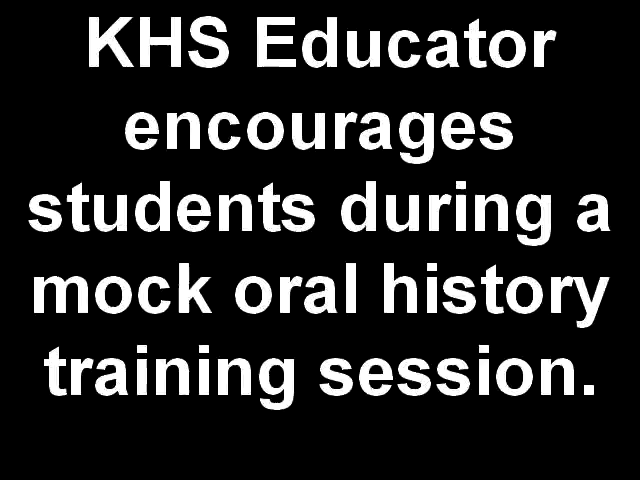 KHS Educator
encourages
students during a
mock oral history
training session.